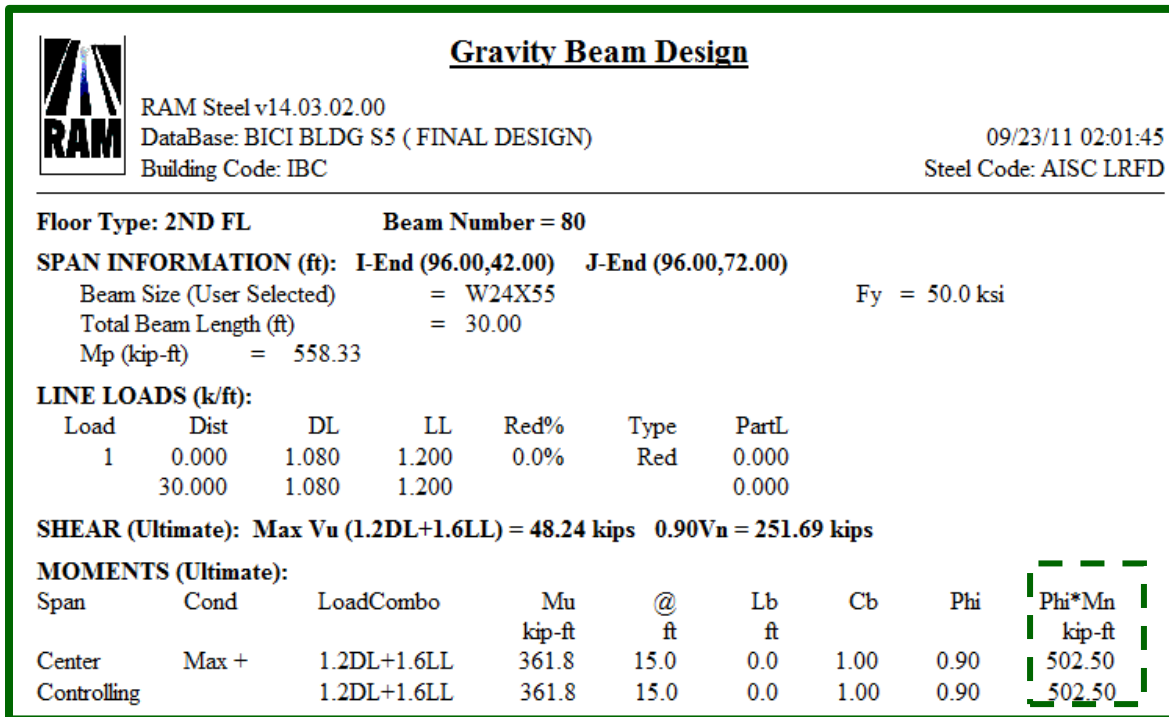 Gravity Beam Design
RAM
RAM Steel v14.03.02.00
DataBase: BICI BLDG S5 ( FINAL DESIGN) 09/23/11 02:01:45
Building Code: IBC Steel Code: AISC LRFD
Floor Type: 2ND FL Beam Number = 80
SPAN INFORMATION (ft): I-End (96.00,42.00) J-End (96.00,72.00)
Beam Size (User Selected) = W24X55 Fy = 50.0 ksi
Total Beam Length (ft) = 30.00
Mp (kip-ft) = 558.33
LINE LOADS (k/ft):
Load Dist DL LL Red% Type PartL
1 0.000 1.080 1.200 0.0% Red 0.000
30.000 1.080 1.200 0.000
SHEAR (Ultimate): Max Vu (1.2DL+1.6LL) = 48.24 kips 0.90Vn = 251.69 kips
MOMENTS (Ultimate):
Span Cond LoadCombo Mu @ Lb Cb Phi Phi*Mn
kip-ft ft ft kip-ft
Center Max + 1.2DL+1.6LL 361.8 15.0 0.0 1.00 0.90 502.50
Controlling 1.2DL+1.6LL 361.8 15.0 0.0 1.00 0.90 502.50